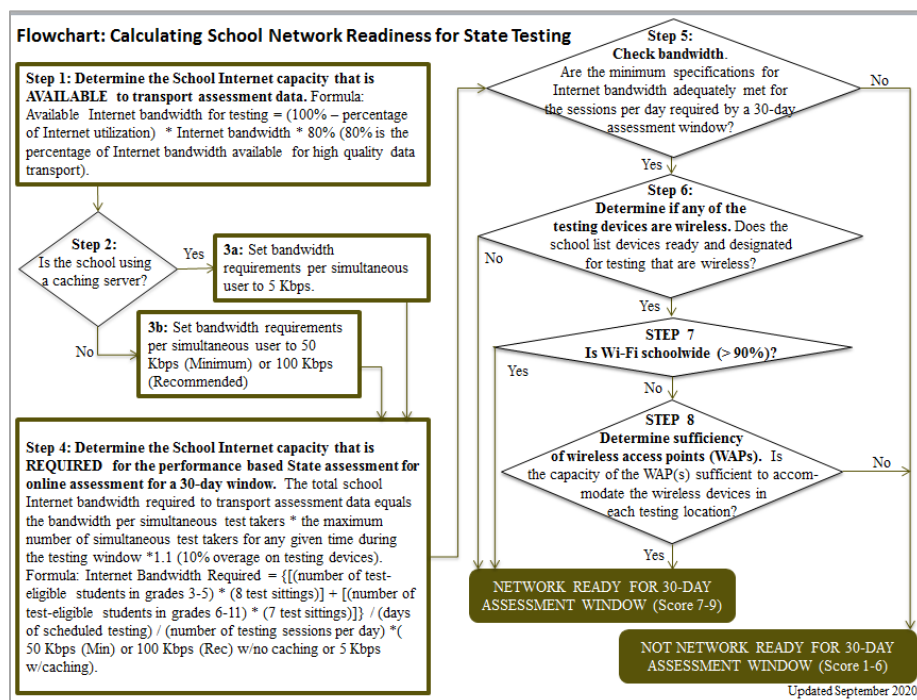 Flowchart: Calculating School Network Readiness for State Testing
Step 1: Determine the School Internet capacity that is
AVAILABLE to transport assessment data. Formula:
Available Internet bandwidth for testing = (100% – percentage
of Internet utilization) * Internet bandwidth * 80% (80% is the
percentage of Internet bandwidth available for high quality data
transport).
Step 2:
Is the school using
a caching server?
Yes
3a: Set bandwidth
requirements per simultaneous
user to 5 Kbps.
No
3b: Set bandwidth requirements
per simultaneous user to 50
Kbps (Minimum) or 100 Kbps
(Recommended)
Step 4: Determine the School Internet capacity that is
REQUIRED for the performance based State assessment for
online assessment for a 30-day window. The total school
Internet bandwidth required to transport assessment data equals
the bandwidth per simultaneous test takers * the maximum
number of simultaneous test takers for any given time during
the testing window *1.1 (10% overage on testing devices).
Formula: Internet Bandwidth Required = {[(number of test-
eligible students in grades 3-5) * (8 test sittings)] + [(number
of test-eligible students in grades 6-11) * (7 test sittings)]} / (days
of scheduled testing) / (number of testing sessions per day) *(
50 Kbps (Min) or 100 Kbps (Rec) w/no caching or 5 Kbps
w/caching).
Step 5:
Check bandwidth.
Are the minimum specifications for
Internet bandwidth adequately met for
the sessions per day required by a 30-day
assessment window?
No
Yes
Step 6:
Determine if any of the
testing devices are wireless. Does the
school list devices ready and designated
for testing that are wireless?
No
Yes
STEP 7
Is Wi-Fi schoolwide (> 90%)?
Yes
No
STEP 8
Determine sufficiency
of wireless access points (WAPs). Is
the capacity of the WAP(s) sufficient to accom-
modate the wireless devices in
each testing location?
No
Yes
NETWORK READY FOR 30-DAY
ASSESSMENT WINDOW (Score 7-9)
NOT NETWORK READY FOR 30-DAY
ASSESSMENT WINDOW (Score 1-6)
Updated September 2020